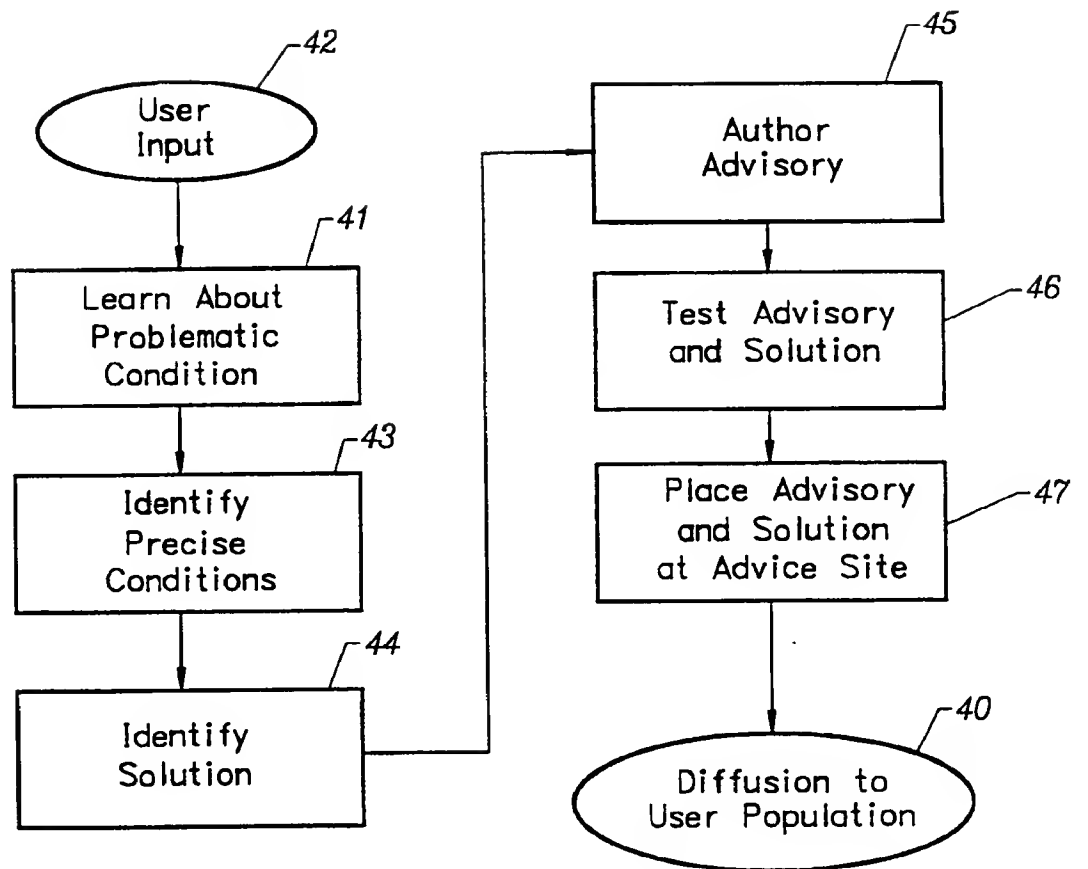 42
User
Input
41
Learn About
Problematic
Condition
43
Identify
Precise
Conditions
44
Identify
Solution
45
Author
Advisory
46
Test Advisory
and Solution
47
Place Advisory
and Solution
at Advice Site
40
Diffusion to
User Population